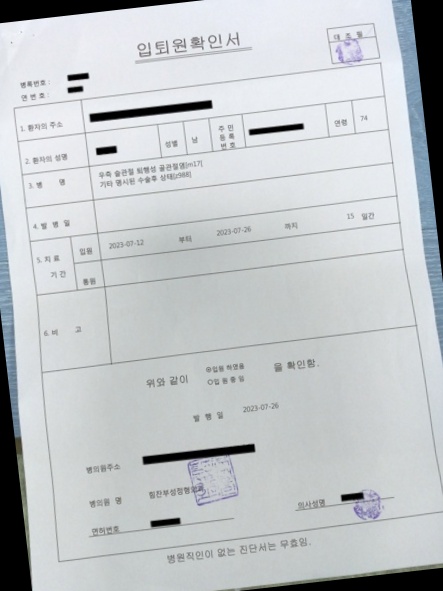 입퇴원확인서
대 조 필
병록번호 :
연 번 호 :
1. 환자의 주소
2. 환자의 성명 성별 남 주 민 등 록 번 호 연령 74
3. 병 명 우측 슬관절 퇴행성 골관절염[m17]
기타 명시된 수술후 상태[z988]
4. 발 병 일
5. 치 료 기 간 입원 2023-07-12 부터 2023-07-26 까지 15 일간
통원
6. 비 고
위와 같이 ⊙입원 하였음 을 확인함.
○입 원 중 임
발 행 일 2023-07-26
병의원주소
병의원 명 힘찬부성정형외과
면허번호 의사성명
병원직인이 없는 진단서는 무효임.